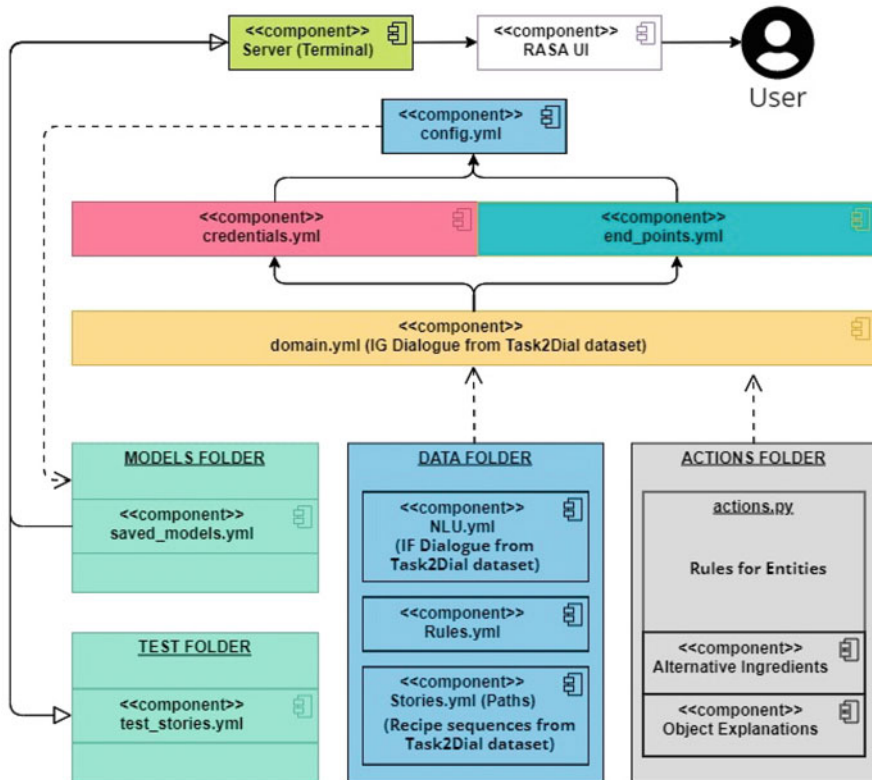 <<component>>
Server (Terminal)
<<component>>
RASA UI
User
<<component>>
config.yml
<<component>>
credentials.yml
<<component>>
end_points.yml
<<component>>
domain.yml (IG Dialogue from Task2Dial dataset)
MODELS FOLDER
<<component>>
saved_models.yml
TEST FOLDER
<<component>>
test_stories.yml
DATA FOLDER
<<component>>
NLU.yml
(IF Dialogue from
Task2Dial dataset)
<<component>>
Rules.yml
<<component>>
Stories.yml (Paths)
(Recipe sequences from
Task2Dial dataset)
ACTIONS FOLDER
actions.py
Rules for Entities
<<component>>
Alternative Ingredients
<<component>>
Object Explanations